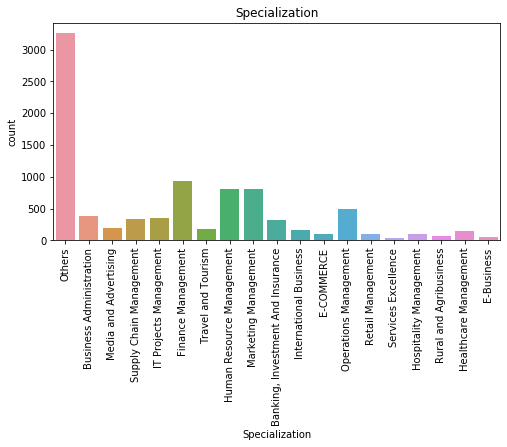 Specialization
3000
2500
2000
1500
1000
500
0
count
Others
Business Administration
Media and Advertising
Supply Chain Management
IT Projects Management
Finance Management
Travel and Tourism
Human Resource Management
Marketing Management
Banking, Investment And Insurance
International Business
E-COMMERCE
Operations Management
Retail Management
Services Excellence
Hospitality Management
Rural and Agribusiness
Healthcare Management
E-Business
Specialization